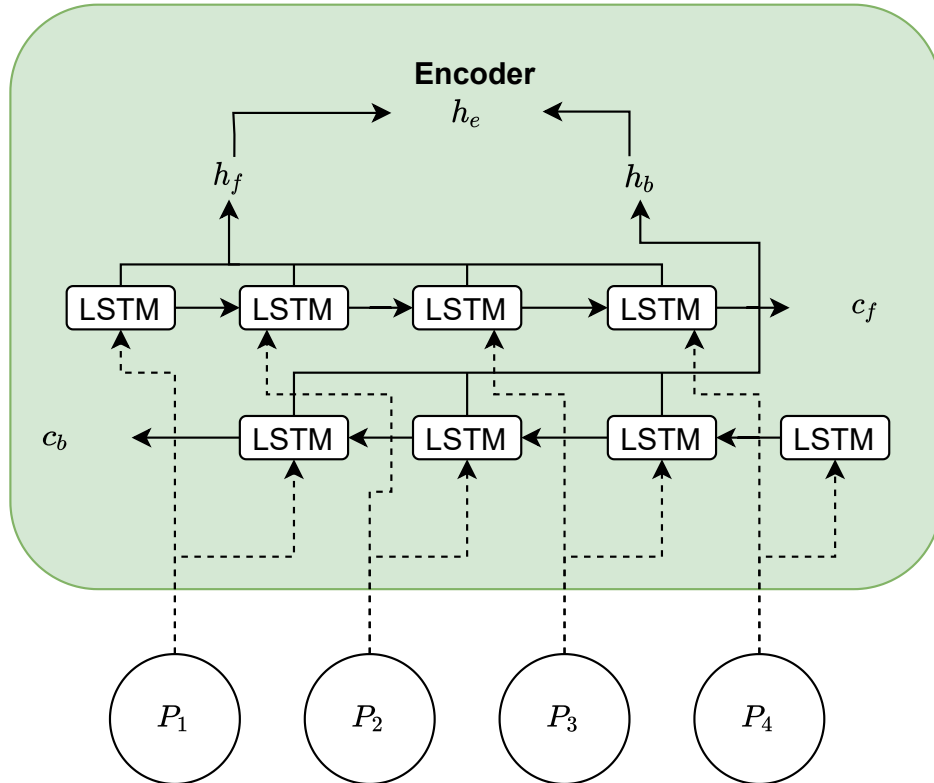 Encoder
h_e
h_f
h_b
LSTM LSTM LSTM LSTM c_f
c_b LSTM LSTM LSTM LSTM
P_1 P_2 P_3 P_4